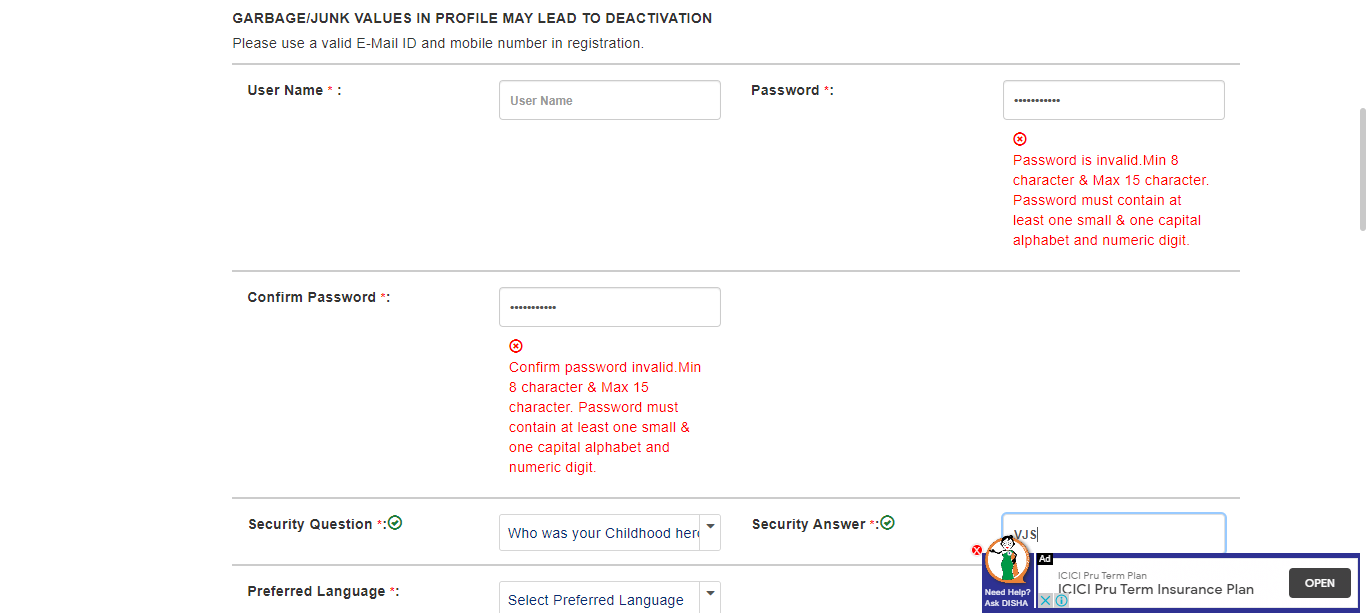 GARBAGE/JUNK VALUES IN PROFILE MAY LEAD TO DEACTIVATION
Please use a valid E-Mail ID and mobile number in registration.
User Name * :
User Name
Password *:
•••••••••••
Password is invalid.Min 8
character & Max 15 character.
Password must contain at
least one small & one capital
alphabet and numeric digit.
Confirm Password *:
•••••••••••
Confirm password invalid.Min
8 character & Max 15
character. Password must
contain at least one small &
one capital alphabet and
numeric digit.
Security Question *:
Who was your Childhood her
Security Answer *:
VJS
Preferred Language *:
Select Preferred Language
Need Help?
Ask DISHA
Ad
ICICI Pru Term Plan
ICICI Pru Term Insurance Plan
OPEN